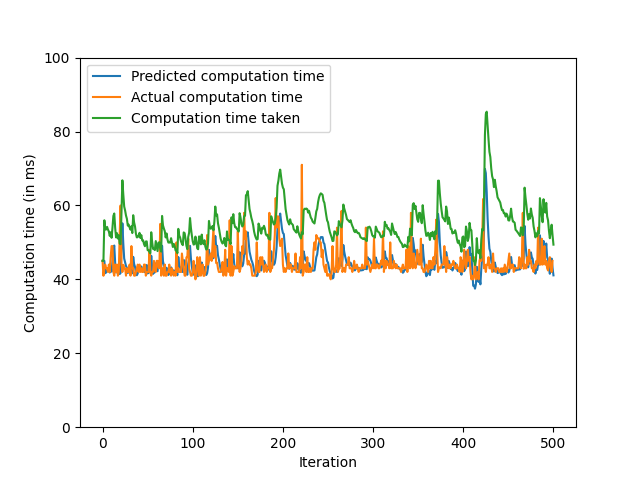 100
80
60
40
20
0
Computation time (in ms)
Predicted computation time
Actual computation time
Computation time taken
0
100
200
300
400
500
Iteration